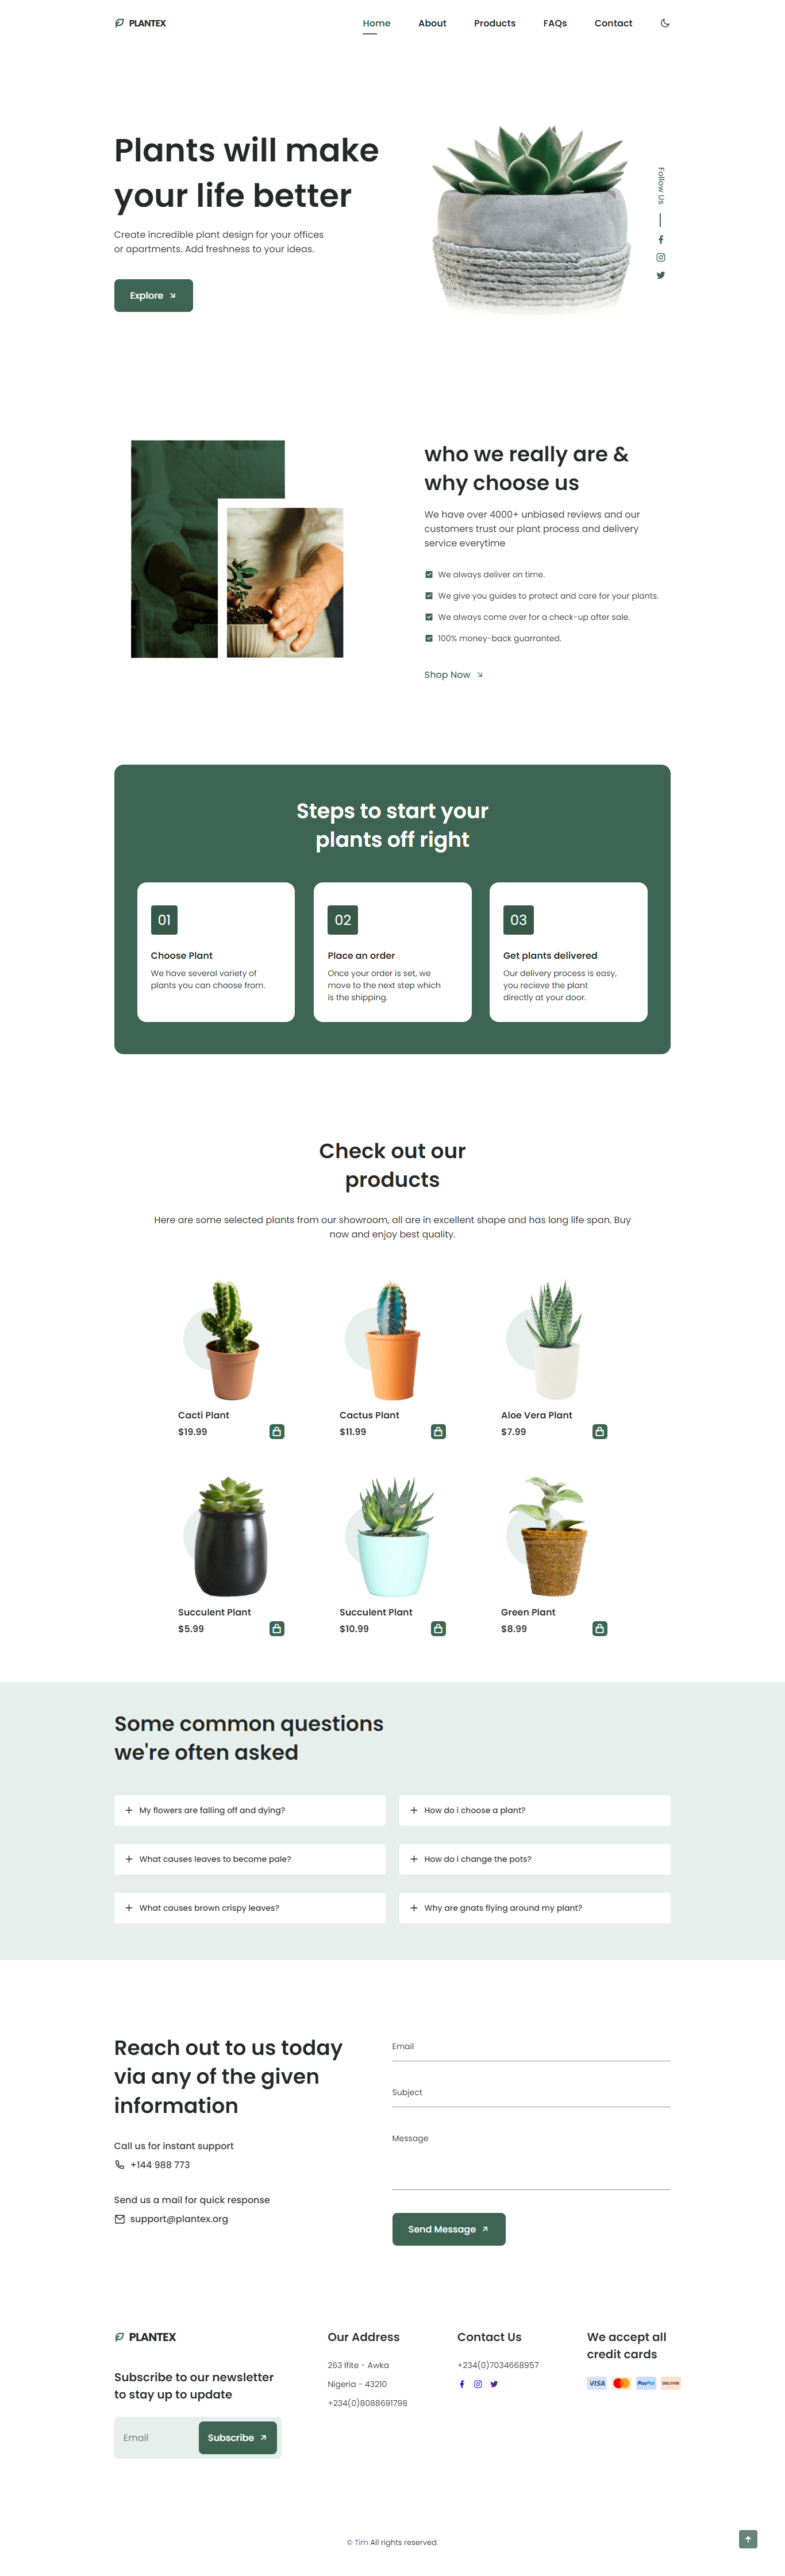 PLANTEX
Home
About
Products
FAQs
Contact
Plants will make
your life better
Create incredible plant design for your offices
or apartments. Add freshness to your ideas.
Explore
Follow Us
who we really are &
why choose us
We have over 4000+ unbiased reviews and our
customers trust our plant process and delivery
service everytime
We always deliver on time.
We give you guides to protect and care for your plants.
We always come over for a check-up after sale.
100% money-back guarranted.
Shop Now
Steps to start your
plants off right
01
Choose Plant
We have several variety of
plants you can choose from.
02
Place an order
Once your order is set, we
move to the next step which
is the shipping.
03
Get plants delivered
Our delivery process is easy,
you recieve the plant
directly at your door.
Check out our
products
Here are some selected plants from our showroom, all are in excellent shape and has long life span. Buy
now and enjoy best quality.
Cacti Plant
$19.99
Cactus Plant
$11.99
Aloe Vera Plant
$7.99
Succulent Plant
$5.99
Succulent Plant
$10.99
Green Plant
$8.99
Some common questions
we're often asked
My flowers are falling off and dying?
How do i choose a plant?
What causes leaves to become pale?
How do i change the pots?
What causes brown crispy leaves?
Why are gnats flying around my plant?
Reach out to us today
via any of the given
information
Call us for instant support
+144 988 773
Send us a mail for quick response
support@plantex.org
Email
Subject
Message
Send Message
PLANTEX
Subscribe to our newsletter
to stay up to update
Email
Subscribe
Our Address
263 Ifite - Awka
Nigeria - 43210
+234(0)8088691798
Contact Us
+234(0)7034668957
We accept all
credit cards
VISA
PayPal
DISCOVER
© Tim All rights reserved.